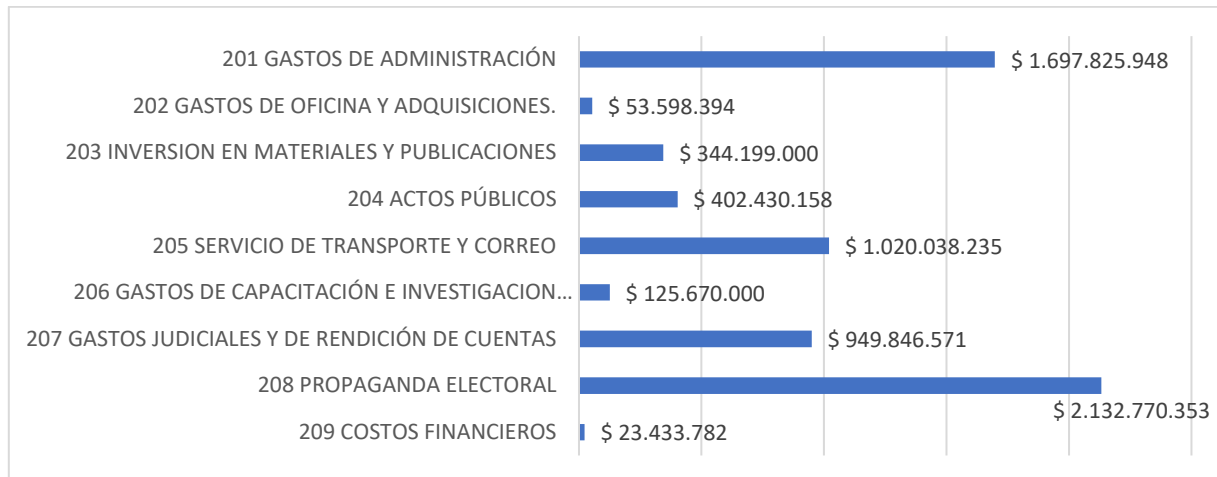 201 GASTOS DE ADMINISTRACIÓN $ 1.697.825.948
202 GASTOS DE OFICINA Y ADQUISICIONES. $ 53.598.394
203 INVERSION EN MATERIALES Y PUBLICACIONES $ 344.199.000
204 ACTOS PÚBLICOS $ 402.430.158
205 SERVICIO DE TRANSPORTE Y CORREO $ 1.020.038.235
206 GASTOS DE CAPACITACIÓN E INVESTIGACION... $ 125.670.000
207 GASTOS JUDICIALES Y DE RENDICIÓN DE CUENTAS $ 949.846.571
208 PROPAGANDA ELECTORAL $ 2.132.770.353
209 COSTOS FINANCIEROS $ 23.433.782